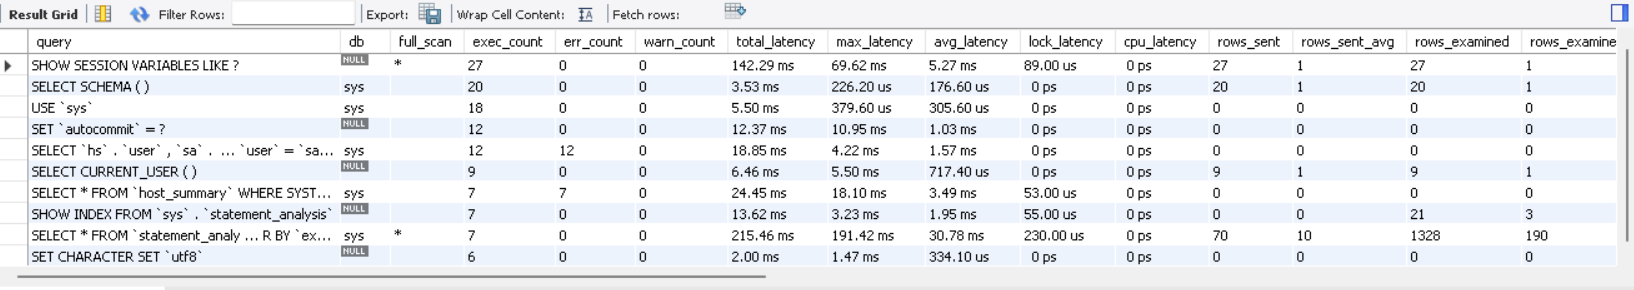 Result Grid Filter Rows: Export: Wrap Cell Content: Fetch rows:
query db full_scan exec_count err_count warn_count total_latency max_latency avg_latency lock_latency cpu_latency rows_sent rows_sent_avg rows_examined rows_examine
SHOW SESSION VARIABLES LIKE ? NULL * 27 0 0 142.29 ms 69.62 ms 5.27 ms 89.00 us 0 ps 27 1 27 1
SELECT SCHEMA ( ) sys 20 0 0 3.53 ms 226.20 us 176.60 us 0 ps 0 ps 20 1 20 1
USE `sys` sys 18 0 0 5.50 ms 379.60 us 305.60 us 0 ps 0 ps 0 0 0 0
SET `autocommit` = ? NULL 12 0 0 12.37 ms 10.95 ms 1.03 ms 0 ps 0 ps 0 0 0 0
SELECT `hs` . `user` , `sa` . ... `user` = `sa... sys 12 12 0 18.85 ms 4.22 ms 1.57 ms 0 ps 0 ps 0 0 0 0
SELECT CURRENT_USER ( ) NULL 9 0 0 6.46 ms 5.50 ms 717.40 us 0 ps 0 ps 9 1 9 1
SELECT * FROM `host_summary` WHERE SYST... sys 7 7 0 24.45 ms 18.10 ms 3.49 ms 53.00 us 0 ps 0 0 0 0
SHOW INDEX FROM `sys` . `statement_analysis` NULL 7 0 0 13.62 ms 3.23 ms 1.95 ms 55.00 us 0 ps 0 0 21 3
SELECT * FROM `statement_analy ... R BY `ex... sys * 7 0 0 215.46 ms 191.42 ms 30.78 ms 230.00 us 0 ps 70 10 1328 190
SET CHARACTER SET `utf8` NULL 6 0 0 2.00 ms 1.47 ms 334.10 us 0 ps 0 ps 0 0 0 0